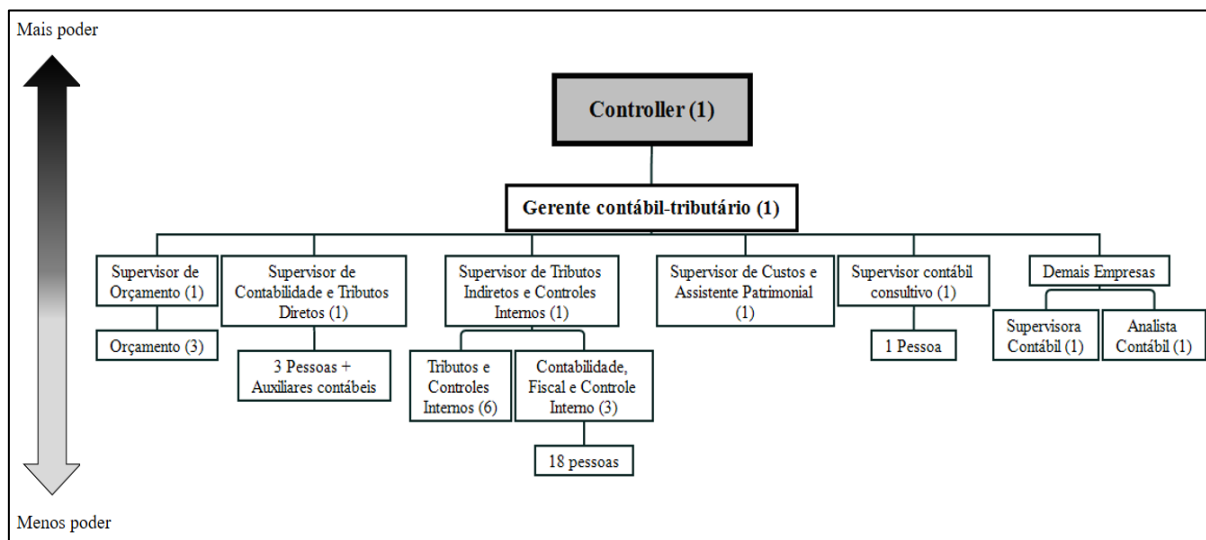 Mais poder
Controller (1)
Gerente contábil-tributário (1)
Supervisor de
Orçamento (1)
Supervisor de
Contabilidade e Tributos
Diretos (1)
Supervisor de Tributos
Indiretos e Controles
Internos (1)
Supervisor de Custos e
Assistente Patrimonial
(1)
Supervisor contábil
consultivo (1)
Demais Empresas
Orçamento (3)
3 Pessoas +
Auxiliares contábeis
Tributos e
Controles
Internos (6)
Contabilidade,
Fiscal e Controle
Interno (3)
1 Pessoa
Supervisora
Contábil (1)
Analista
Contábil (1)
18 pessoas
Menos poder